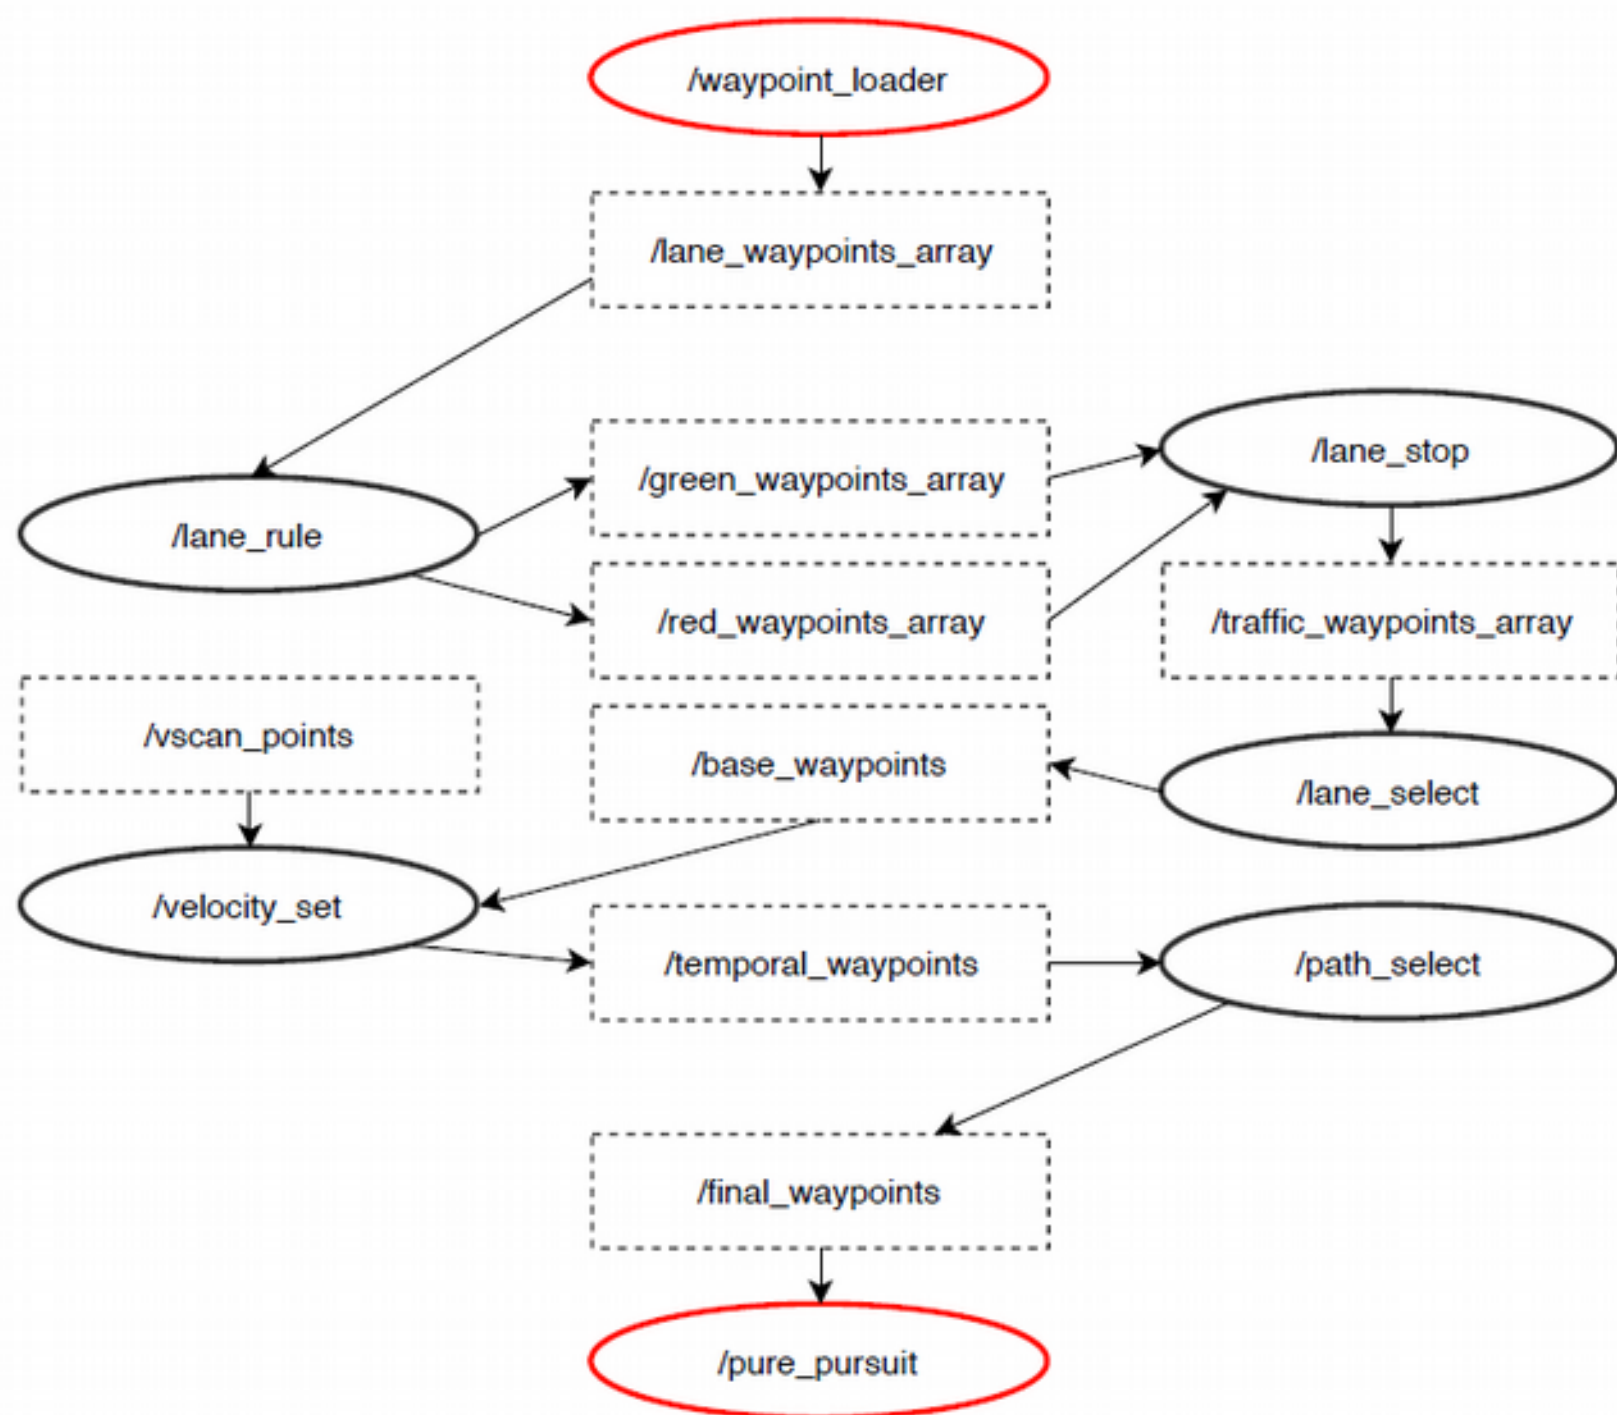 /waypoint_loader
/lane_waypoints_array
/green_waypoints_array
/lane_stop
/lane_rule
/red_waypoints_array
/traffic_waypoints_array
/vscan_points
/base_waypoints
/lane_select
/velocity_set
/temporal_waypoints
/path_select
/final_waypoints
/pure_pursuit